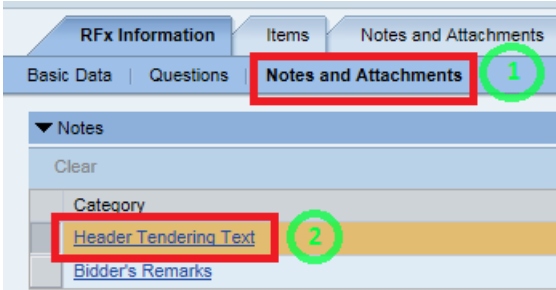 RFx Information Items Notes and Attachments
Basic Data | Questions | Notes and Attachments 1
Notes
Clear
Category
Header Tendering Text 2
Bidder's Remarks